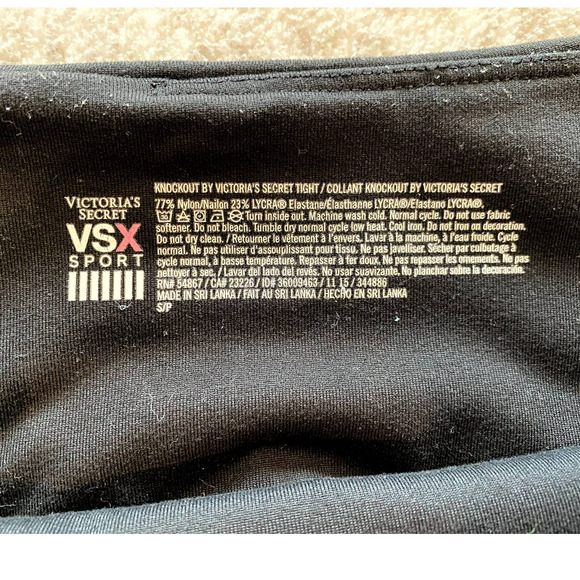 VICTORIA'S
SECRET
VSX
SPORT
KNOCKOUT BY VICTORIA'S SECRET TIGHT / COLLANT KNOCKOUT BY VICTORIA'S SECRET
77% Nylon/Nailon 23% LYCRA® Elastane/Élasthanne LYCRA®/Elastano LYCRA®.
Turn inside out. Machine wash cold. Normal cycle. Do not use fabric
softener. Do not bleach. Tumble dry normal cycle low heat. Cool iron. Do not iron decoration.
Do not dry clean. / Retourner le vêtement à l'envers. Lavar à la machine, à l'eau froide. Cycle
normal. Ne pas utiliser d'assouplissant pour tissu. Ne pas javeliser. Sécher par culbutage à
cycle normal, à basse température. Repasser à fer doux. Ne pas repasser les ornements. Ne pas
nettoyer à sec. / Lavar del lado del revés. No usar suavizante. No planchar sobre la decoración.
RN# 54867 / CA# 23226 / ID# 36009463 / 11 15 / 344886
MADE IN SRI LANKA / FAIT AU SRI LANKA / HECHO EN SRI LANKA
S/P